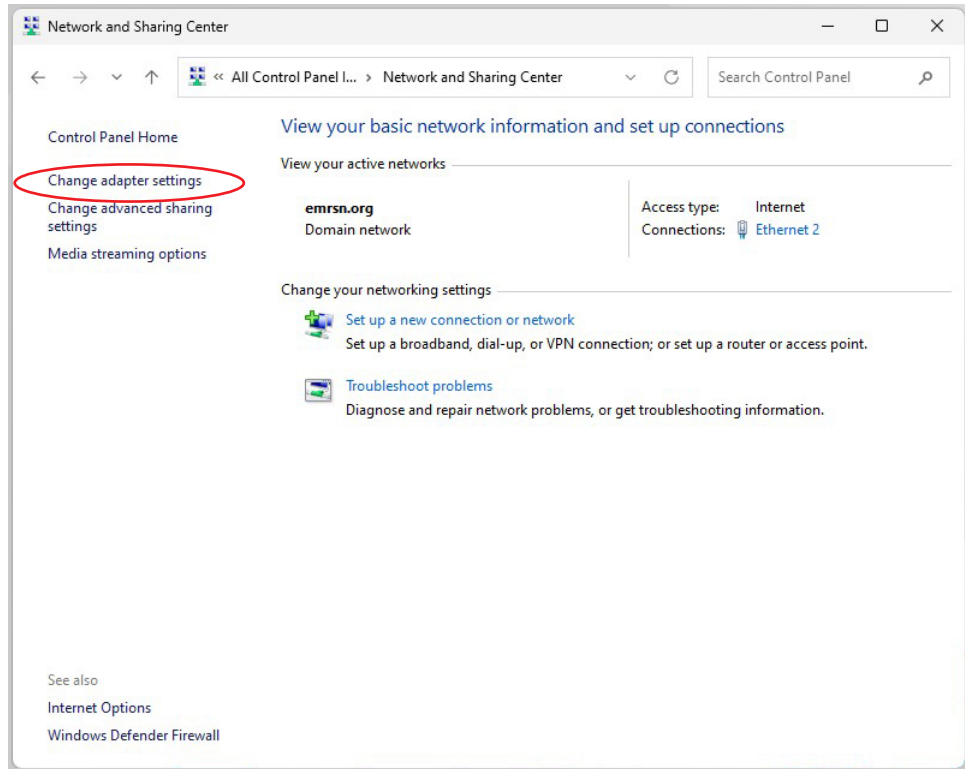 Network and Sharing Center
« All Control Panel I... > Network and Sharing Center
Search Control Panel
Control Panel Home
Change adapter settings
Change advanced sharing
settings
Media streaming options
View your basic network information and set up connections
View your active networks
emrsn.org
Domain network
Access type: Internet
Connections: Ethernet 2
Change your networking settings
Set up a new connection or network
Set up a broadband, dial-up, or VPN connection; or set up a router or access point.
Troubleshoot problems
Diagnose and repair network problems, or get troubleshooting information.
See also
Internet Options
Windows Defender Firewall